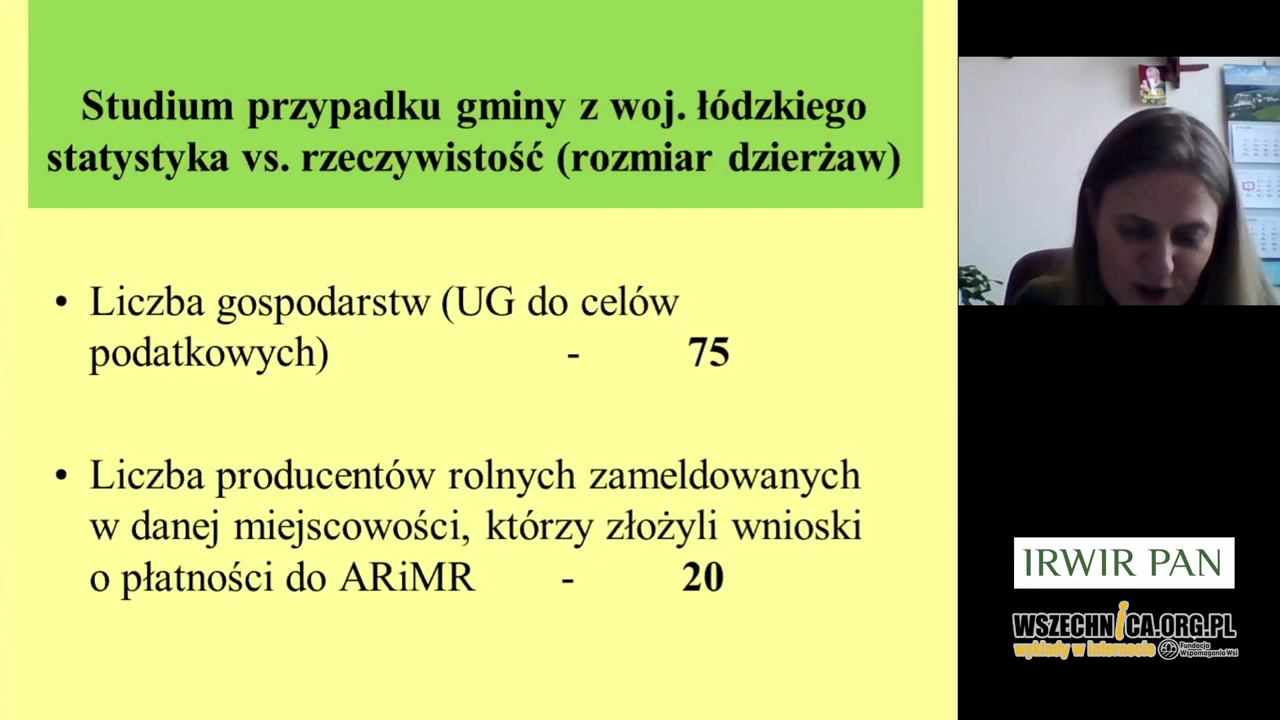 Studium przypadku gminy z woj. łódzkiego
statystyka vs. rzeczywistość (rozmiar dzierżaw)
• Liczba gospodarstw (UG do celów
podatkowych) - 75
• Liczba producentów rolnych zameldowanych
w danej miejscowości, którzy złożyli wnioski
o płatności do ARiMR - 20
IRWIR PAN
WSZECHNICA.ORG.PL
wykłady w internecie
Fundacja
Wspomagania Wsi